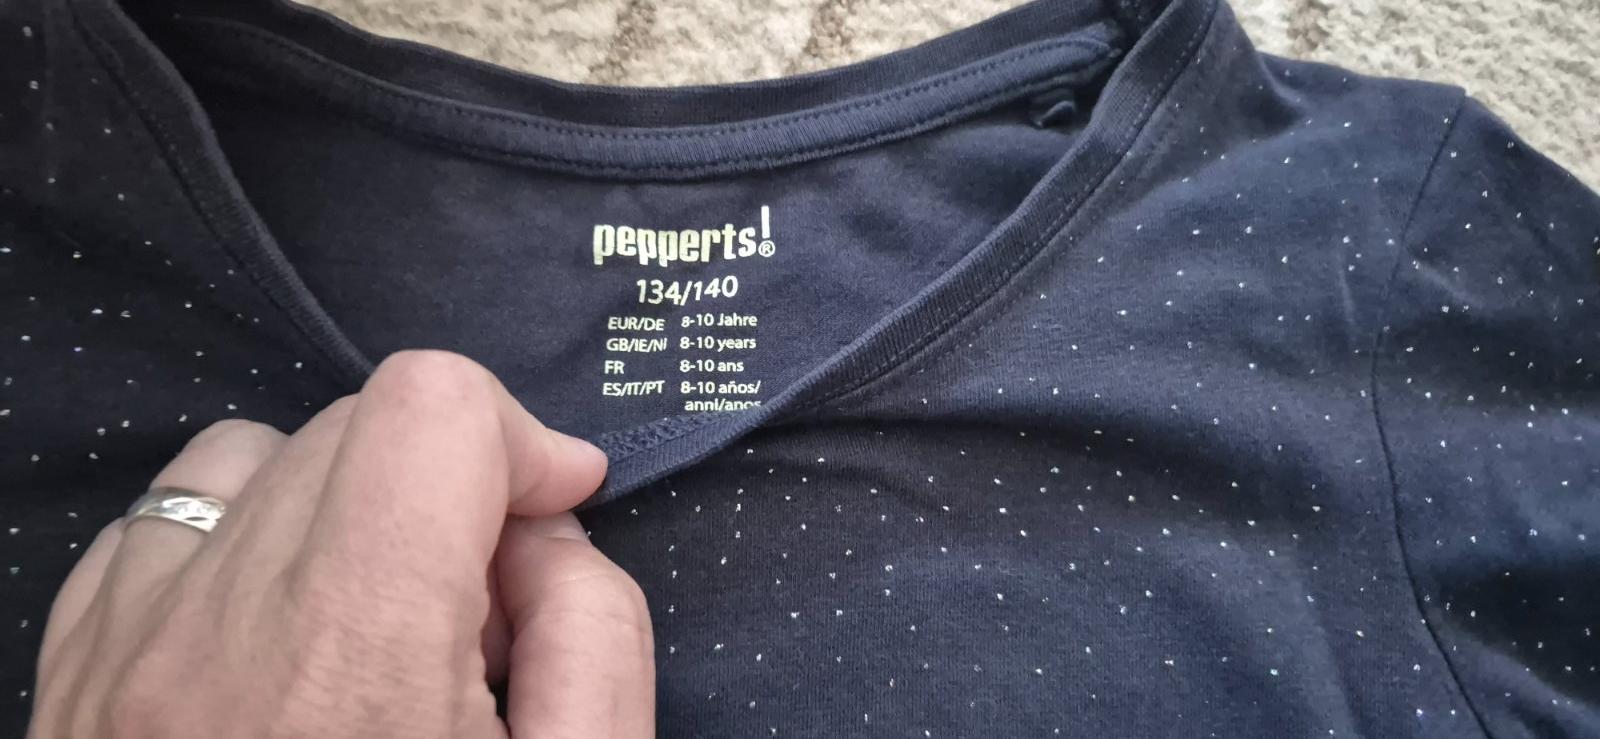 pepperts!®
134/140
EUR/DE 8-10 Jahre
GB/IE/NI 8-10 years
FR 8-10 ans
ES/IT/PT 8-10 años/
anni/anos